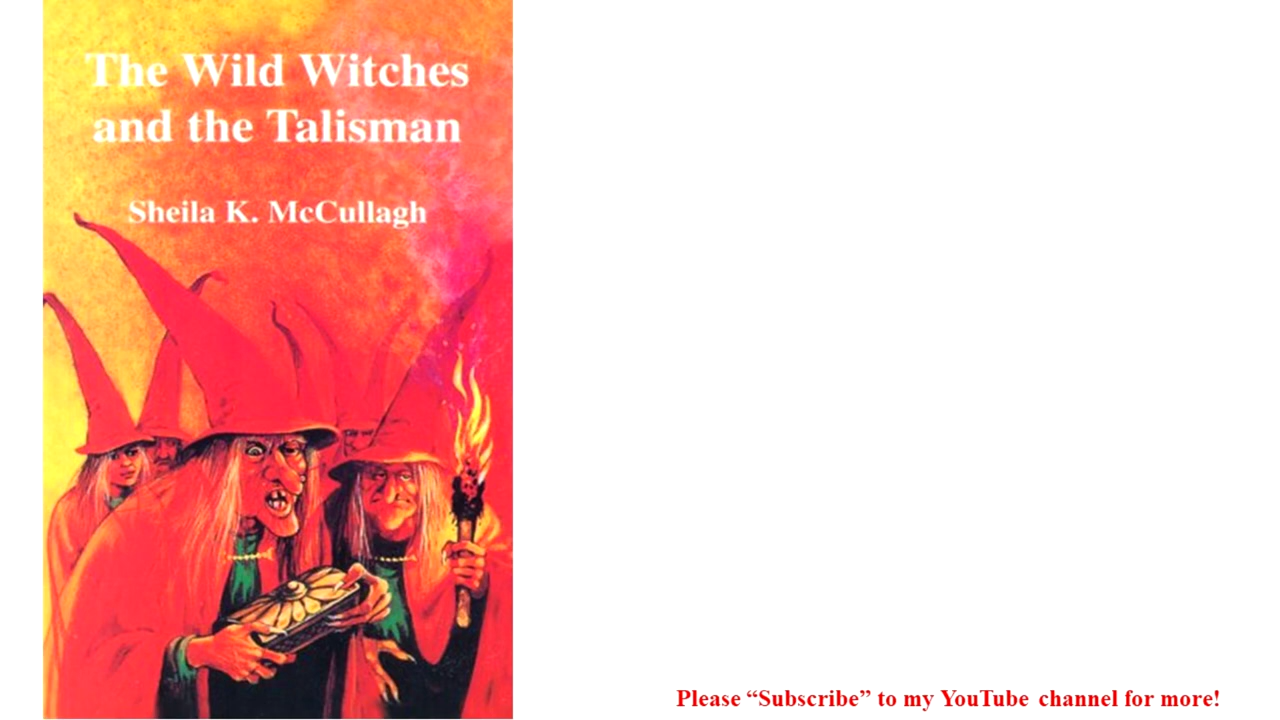 The Wild Witches
and the Talisman
Sheila K. McCullagh
Please “Subscribe” to my YouTube channel for more!